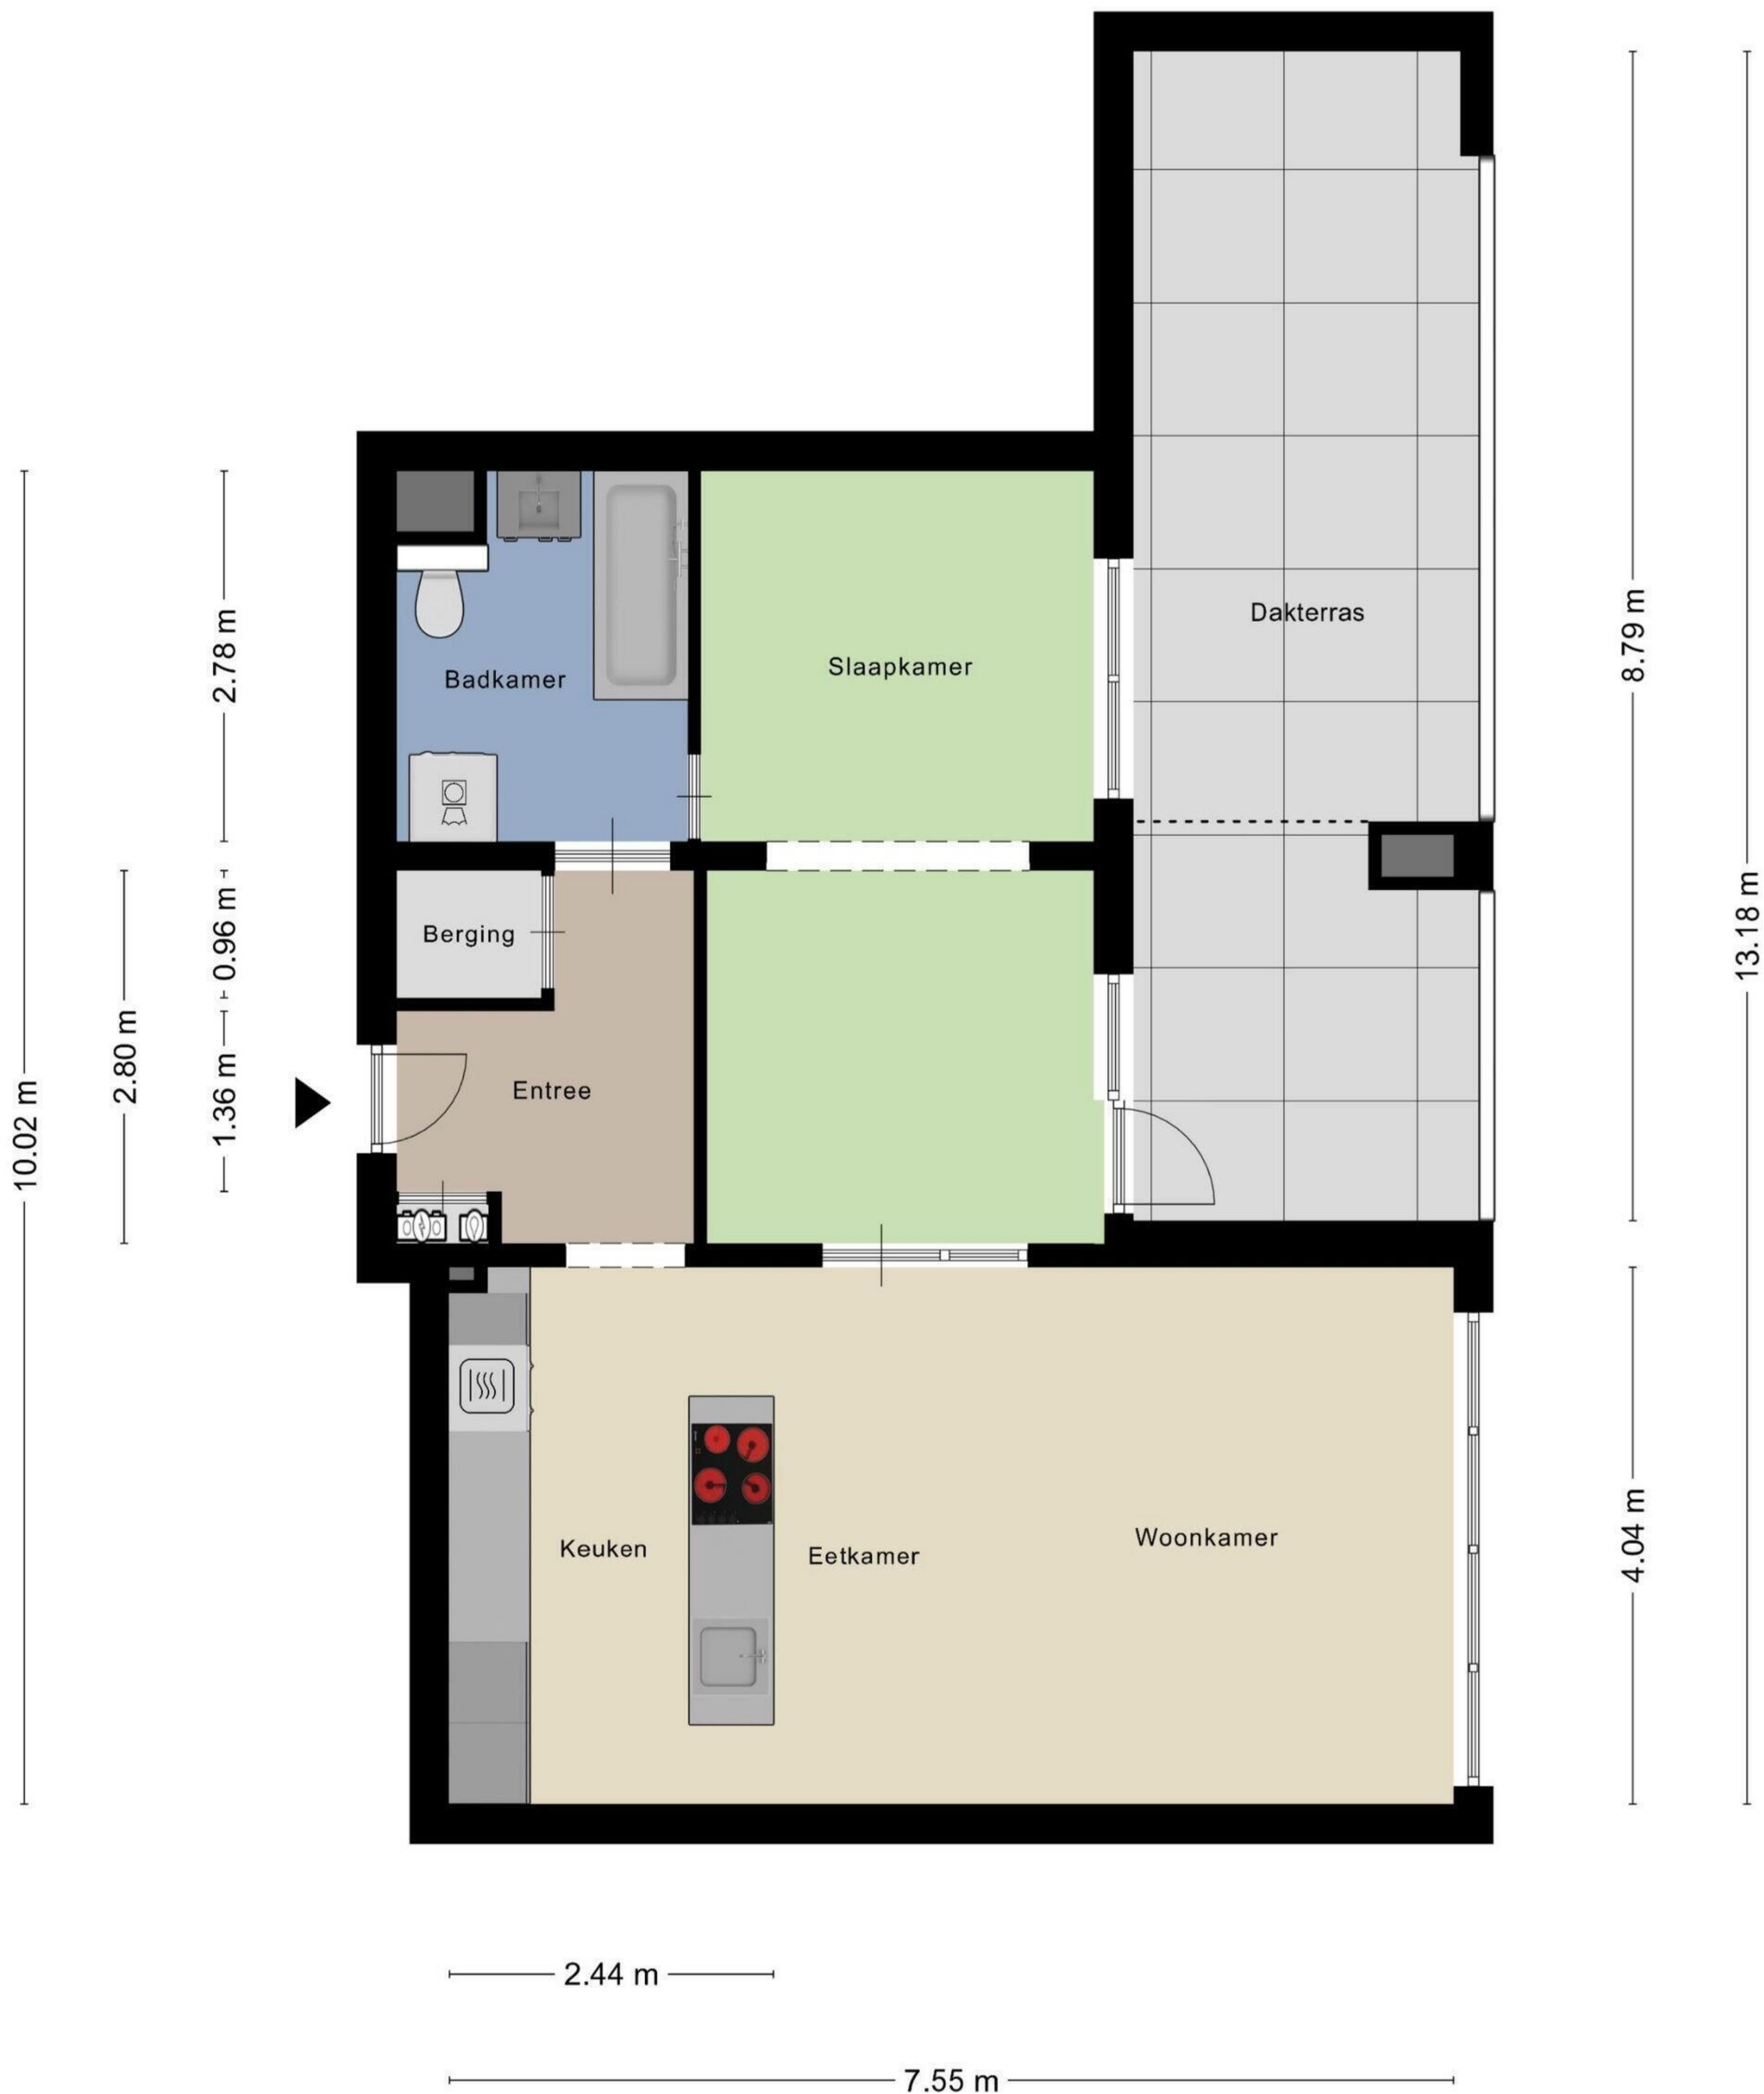 Dakterras
8.79 m
Slaapkamer
Badkamer
2.78 m
13.18 m
Berging
0.96 m
2.80 m
Entree
1.36 m
10.02 m
4.04 m
Keuken
Eetkamer
Woonkamer
2.44 m
7.55 m